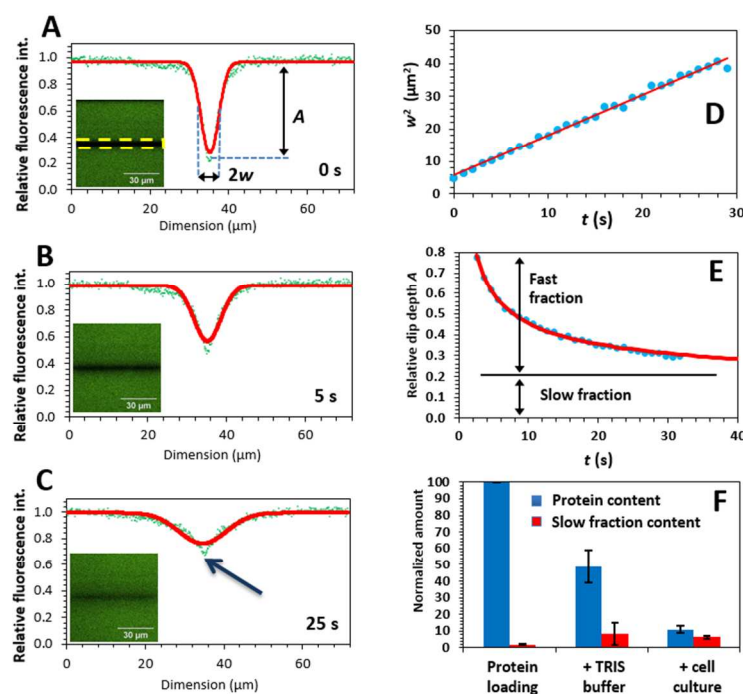 A
Relative fluorescence int.
1.0
0.8
0.6
0.4
0.2
0.0
30 µm
A
2w
0 s
0 20 40 60
Dimension (µm)
B
Relative fluorescence int.
1.0
0.8
0.6
0.4
0.2
0.0
30 µm
5 s
0 20 40 60
Dimension (µm)
C
Relative fluorescence int.
1.0
0.8
0.6
0.4
0.2
0.0
30 µm
25 s
0 20 40 60
Dimension (µm)
D
w² (µm²)
50
40
30
20
10
0
0 10 20 30
t (s)
E
Relative dip depth A
0.8
0.7
0.6
0.5
0.4
0.3
0.2
0.1
0.0
Fast
fraction
Slow fraction
0 10 20 30 40
t (s)
F
Normalized amount
100
90
80
70
60
50
40
30
20
10
0
Protein content
Slow fraction content
Protein
loading
+ TRIS
buffer
+ cell
culture